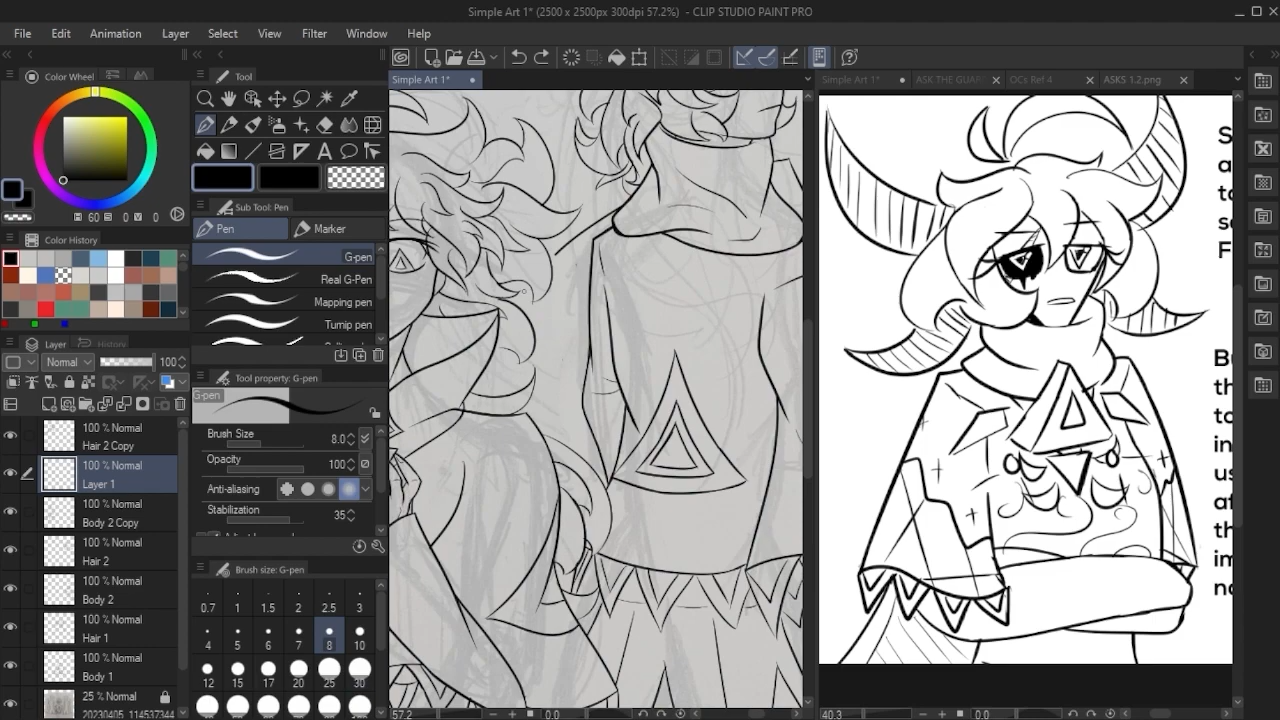 Simple Art 1* (2500 x 2500px 300dpi 57.2%) - CLIP STUDIO PAINT PRO
File Edit Animation Layer Select View Filter Window Help
Color Wheel
60 0 0
Color History
Layer History
Normal 100
100 % Normal
Hair 2 Copy
100 % Normal
Layer 1
100 % Normal
Body 2 Copy
100 % Normal
Hair 2
100 % Normal
Body 2
100 % Normal
Hair 1
100 % Normal
Body 1
25 % Normal
20230405_114537344
Tool
A
Sub Tool: Pen
Pen Marker
G-pen
Real G-Pen
Mapping pen
Turnip pen
Tool property: G-pen
G-pen
Brush Size 8.0
Opacity 100
Anti-aliasing
Stabilization 35
Brush size: G-pen
0.7 1 1.5 2 2.5 3
4 5 6 7 8 10
12 15 17 20 25 30
Simple Art 1*
57.2 0.0
Simple Art 1* ASK THE GUAR OCs Ref 4 ASKS 1.2.png
40.3 0.0